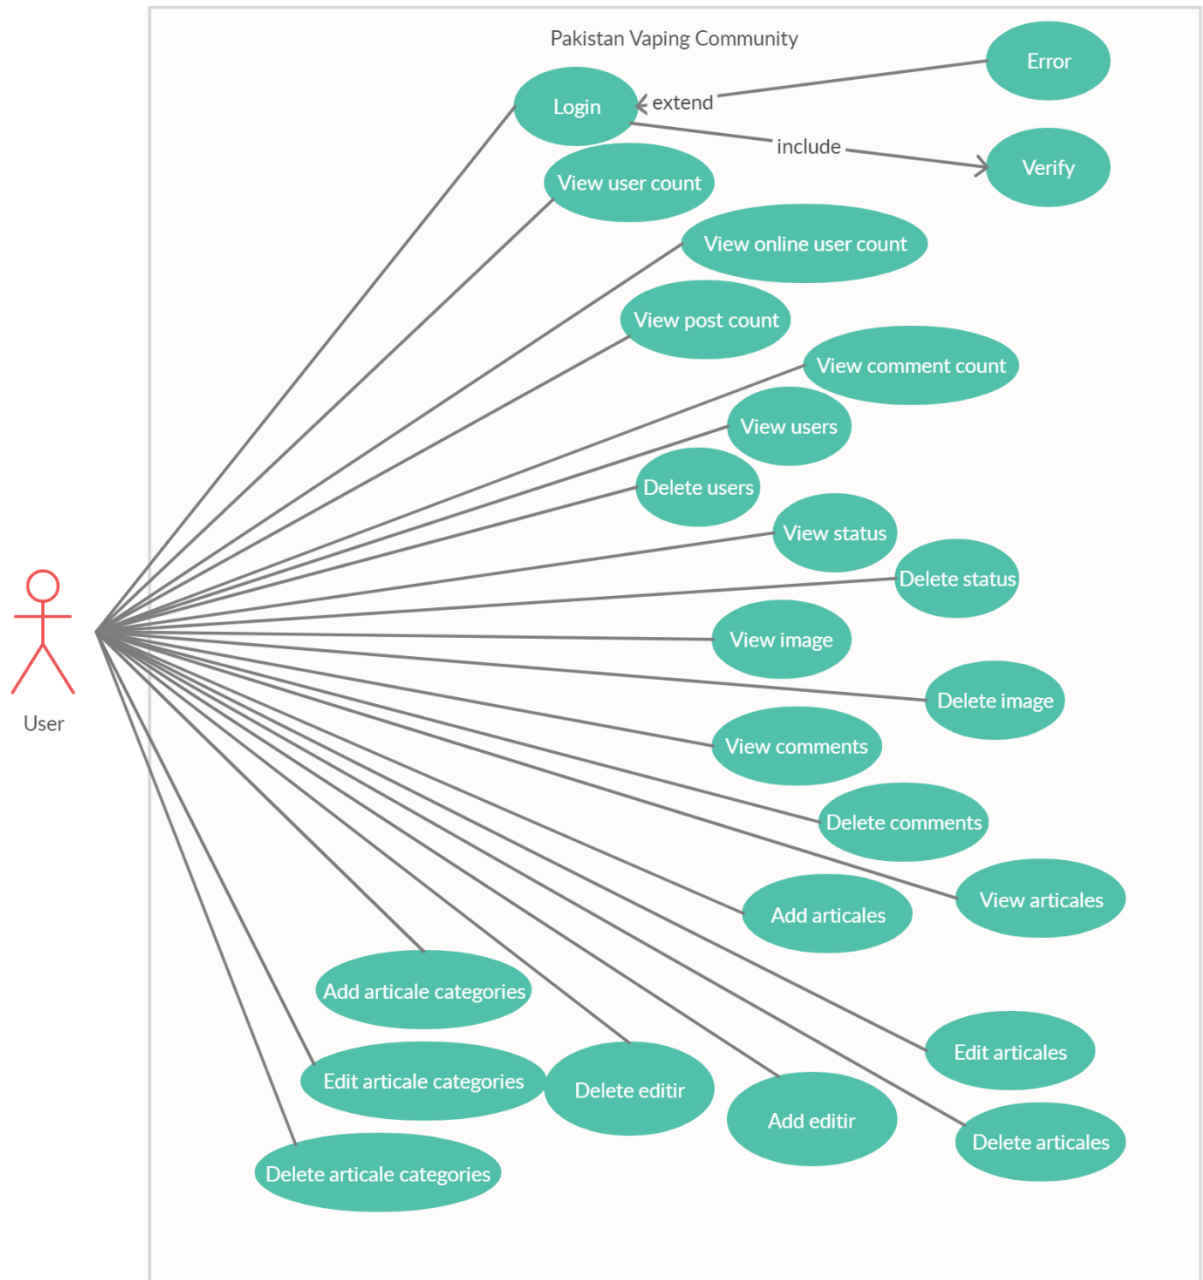 Pakistan Vaping Community
Error
Login
extend
include
Verify
View user count
View online user count
View post count
View comment count
View users
Delete users
View status
Delete status
View image
Delete image
User
View comments
Delete comments
View articales
Add articales
Add articale categories
Edit articales
Edit articale categories
Delete editir
Add editir
Delete articales
Delete articale categories